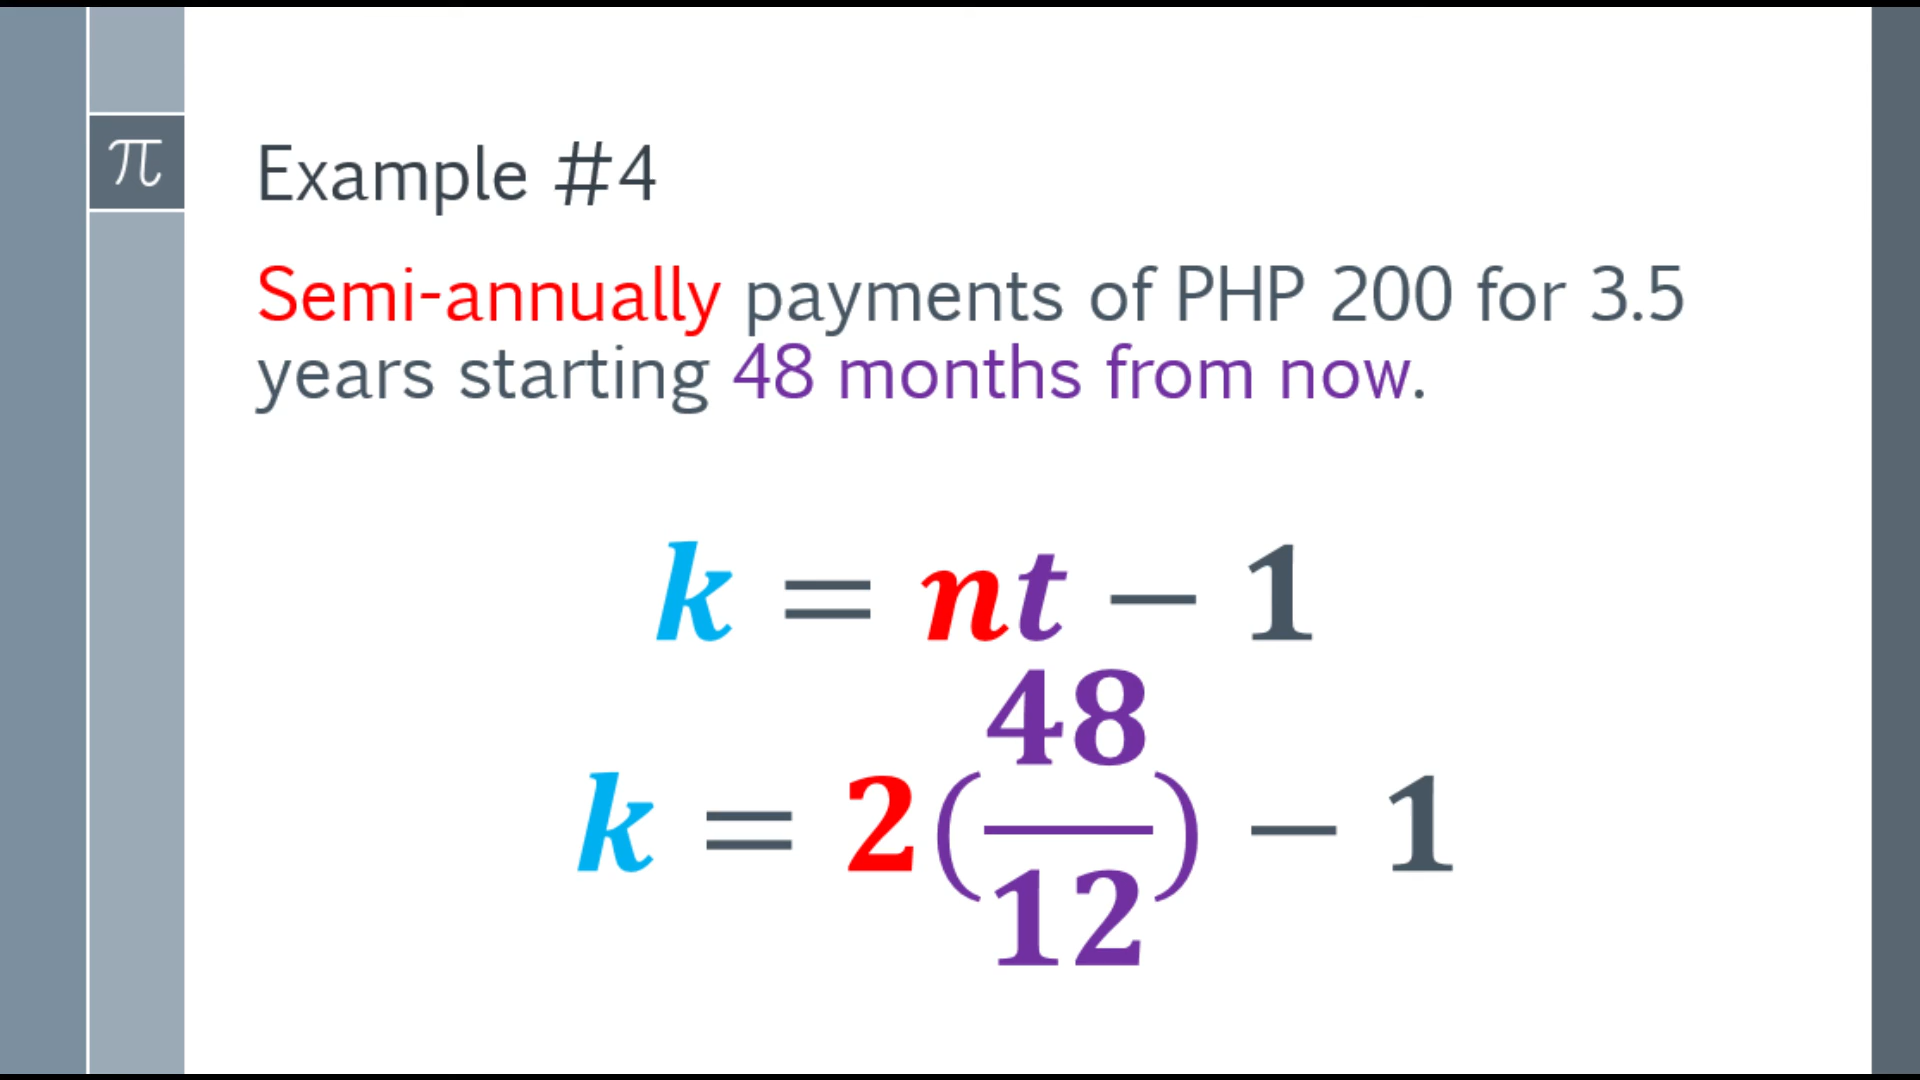 π
Example #4
Semi-annually payments of PHP 200 for 3.5
years starting 48 months from now.
k = nt − 1
k = 2(48/12) − 1